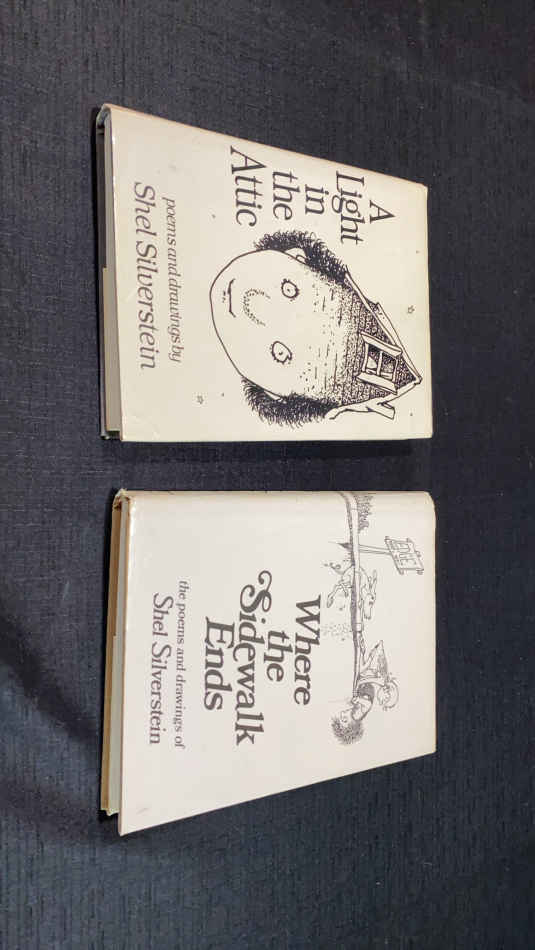 A
Light
in
the
Attic
poems and drawings by
Shel Silverstein
EDGE
Where
the
Sidewalk
Ends
the poems and drawings of
Shel Silverstein